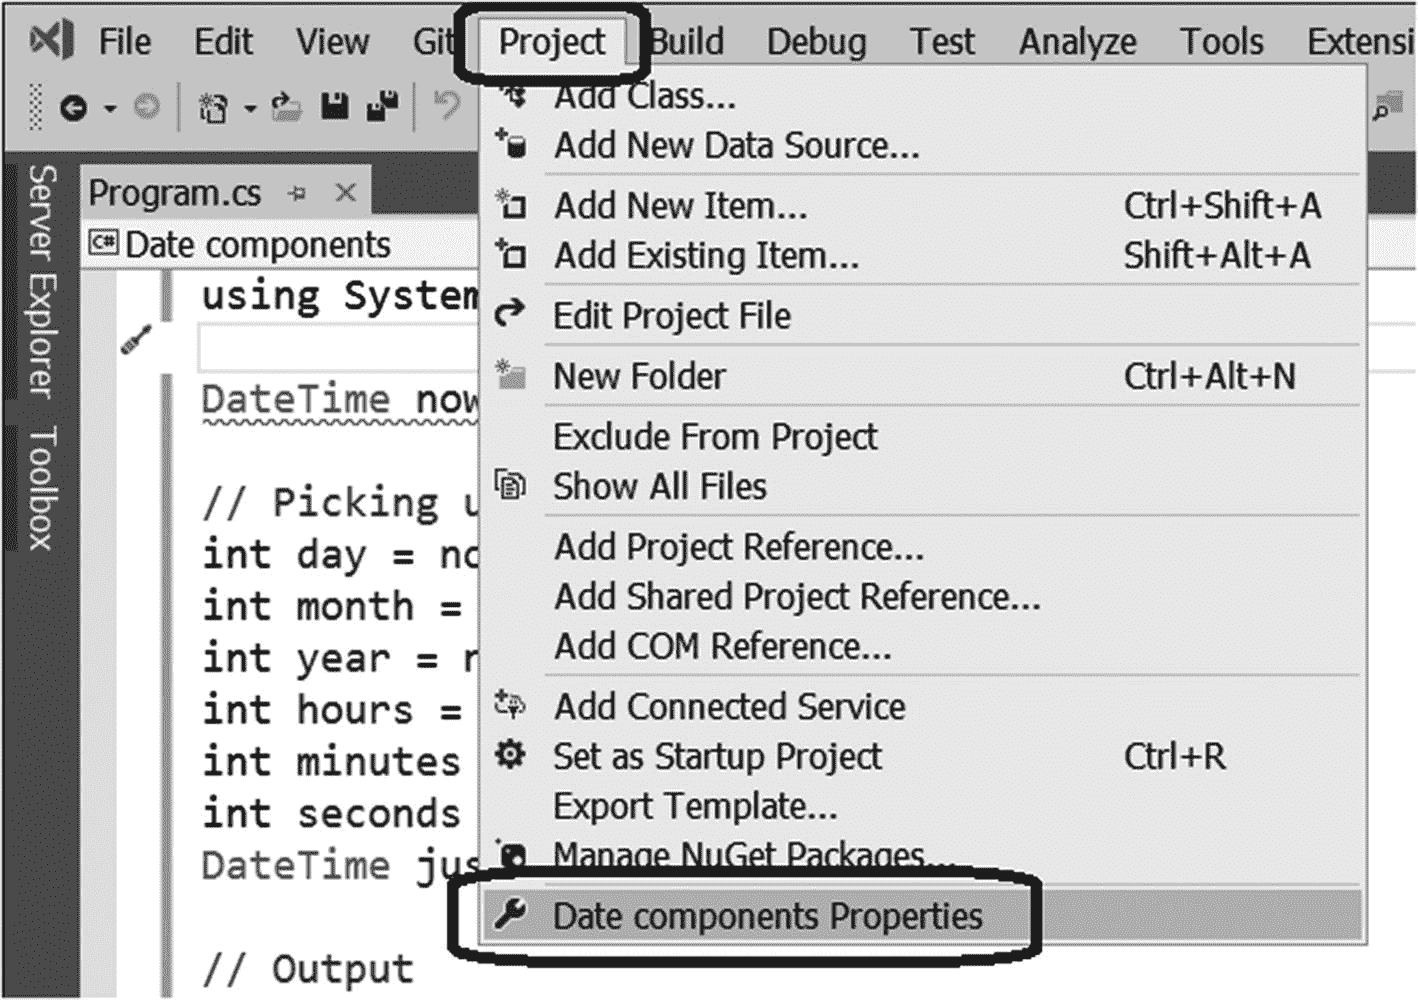 File Edit View Git Project Build Debug Test Analyze Tools Extensi
Add Class...
Add New Data Source...
Add New Item... Ctrl+Shift+A
Add Existing Item... Shift+Alt+A
Edit Project File
New Folder Ctrl+Alt+N
Exclude From Project
Show All Files
Add Project Reference...
Add Shared Project Reference...
Add COM Reference...
Add Connected Service
Set as Startup Project Ctrl+R
Export Template...
Manage NuGet Packages...
Date components Properties
Server Explorer
Toolbox
Program.cs
C# Date components
using System
DateTime now
// Picking u
int day = no
int month =
int year =
int hours =
int minutes
int seconds
DateTime jus
// Output